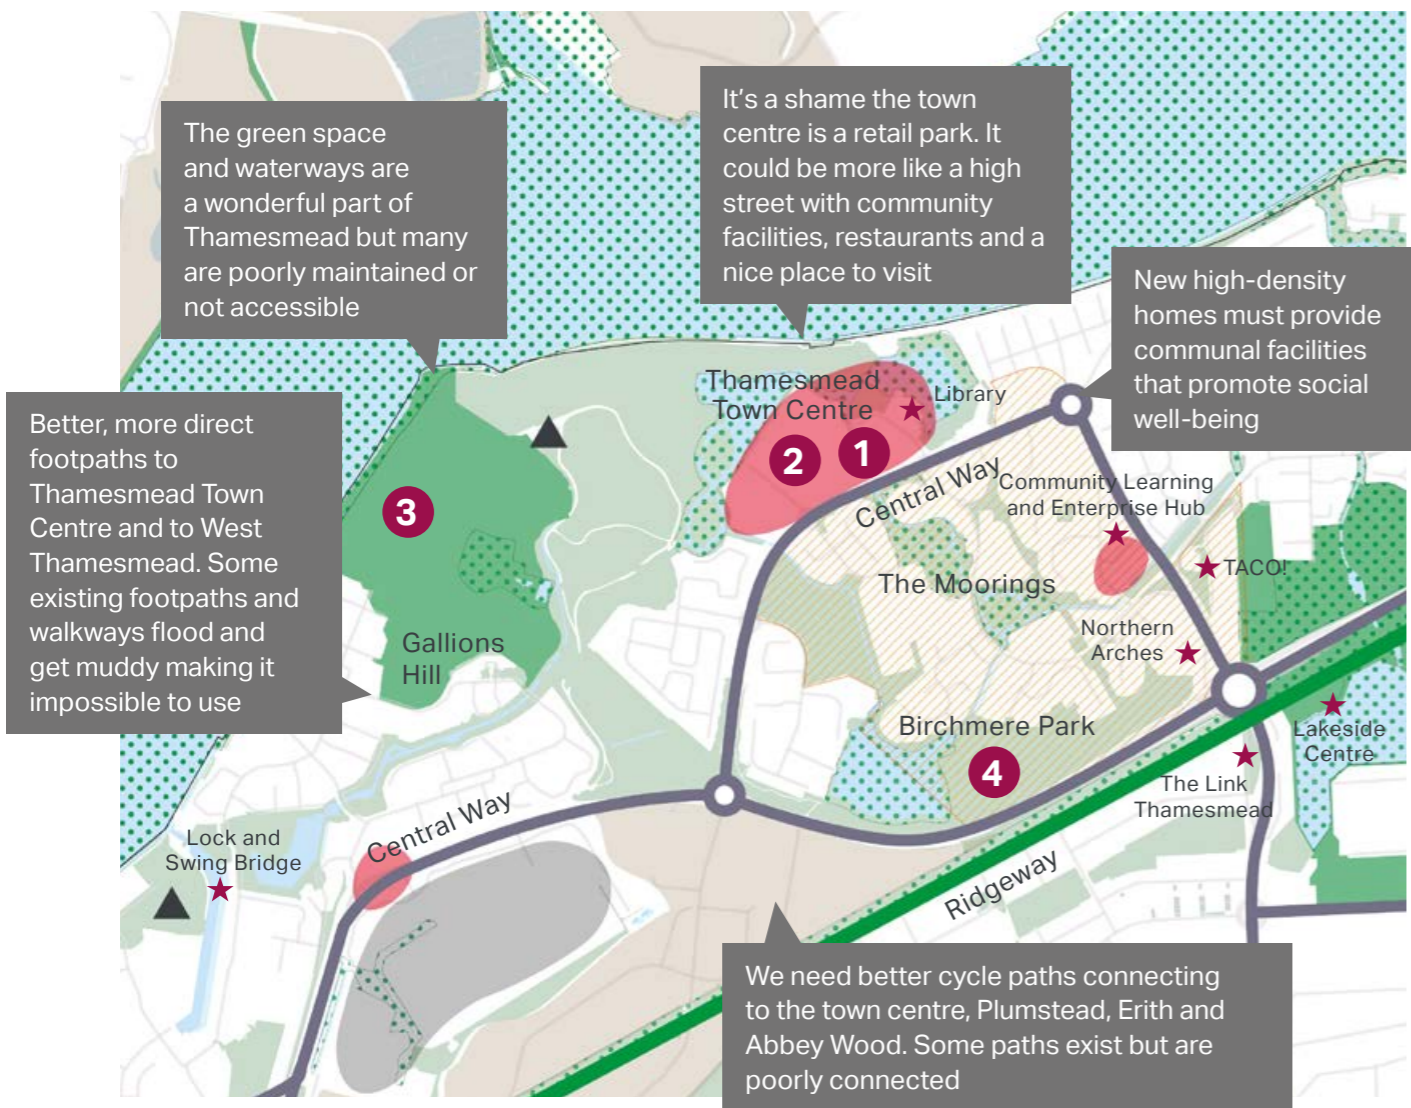 The green space
and waterways are
a wonderful part of
Thamesmead but many
are poorly maintained or
not accessible
It's a shame the town
centre is a retail park. It
could be more like a high
street with community
facilities, restaurants and a
nice place to visit
New high-density
homes must provide
communal facilities
that promote social
well-being
Better, more direct
footpaths to
Thamesmead Town
Centre and to West
Thamesmead. Some
existing footpaths and
walkways flood and
get muddy making it
impossible to use
Thamesmead
Town Centre
Library
2
1
3
Central Way
Community Learning
and Enterprise Hub
TACO!
The Moorings
Northern
Arches
Gallions
Hill
Birchmere Park
4
Lakeside
Centre
The Link
Thamesmead
Central Way
Lock and
Swing Bridge
Ridgeway
We need better cycle paths connecting
to the town centre, Plumstead, Erith and
Abbey Wood. Some paths exist but are
poorly connected